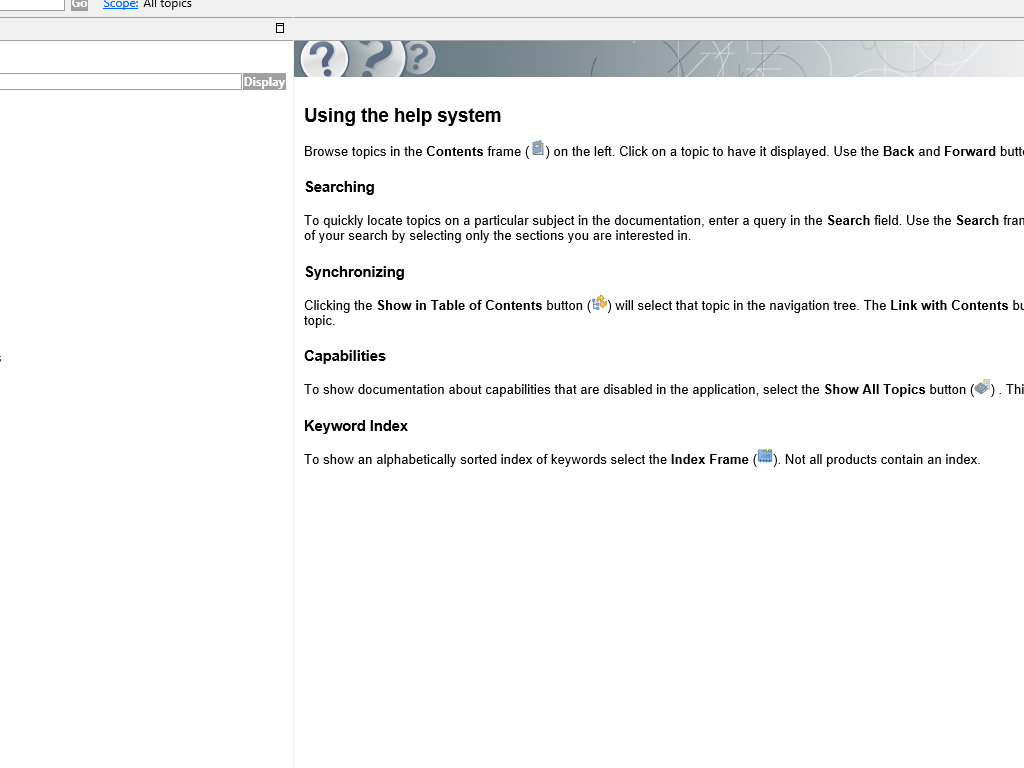 Go Scope: All topics
Display
Using the help system
Browse topics in the Contents frame ( ) on the left. Click on a topic to have it displayed. Use the Back and Forward
Searching
To quickly locate topics on a particular subject in the documentation, enter a query in the Search field. Use the Search
of your search by selecting only the sections you are interested in.
Synchronizing
Clicking the Show in Table of Contents button ( ) will select that topic in the navigation tree. The Link with Contents
topic.
Capabilities
To show documentation about capabilities that are disabled in the application, select the Show All Topics button ( ) .
Keyword Index
To show an alphabetically sorted index of keywords select the Index Frame ( ). Not all products contain an index.